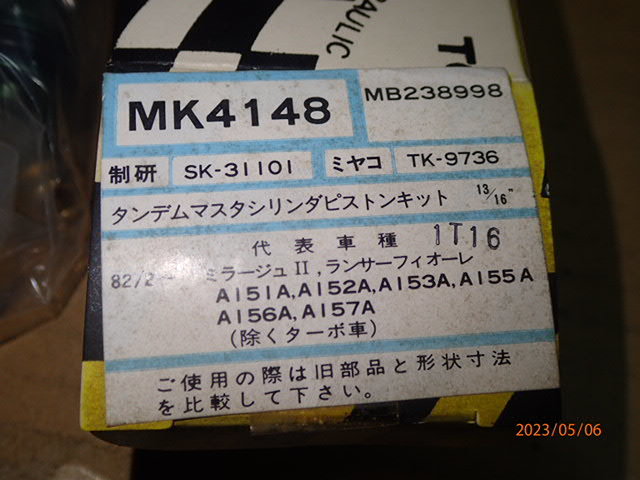 RAULIC
MK4148
MB238998
制研 SK-31101 ミヤコ TK-9736
タンデムマスタシリンダピストンキット 13/16"
代表車種 1T16
82/2~ ミラージュⅡ,ランサーフィオーレ
A151A,A152A,A153A,A155A
A156A,A157A
(除くターボ車)
ご使用の際は旧部品と形状寸法
を比較して下さい。
2023/05/06